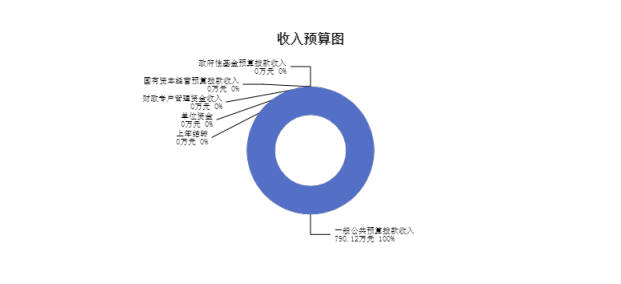 收入预算图
政府性基金预算拨款收入
0万元 0%
国有资本经营预算拨款收入
0万元 0%
财政专户管理资金收入
0万元 0%
单位资金
0万元 0%
上年结转
0万元 0%
一般公共预算拨款收入
790.12万元 100%